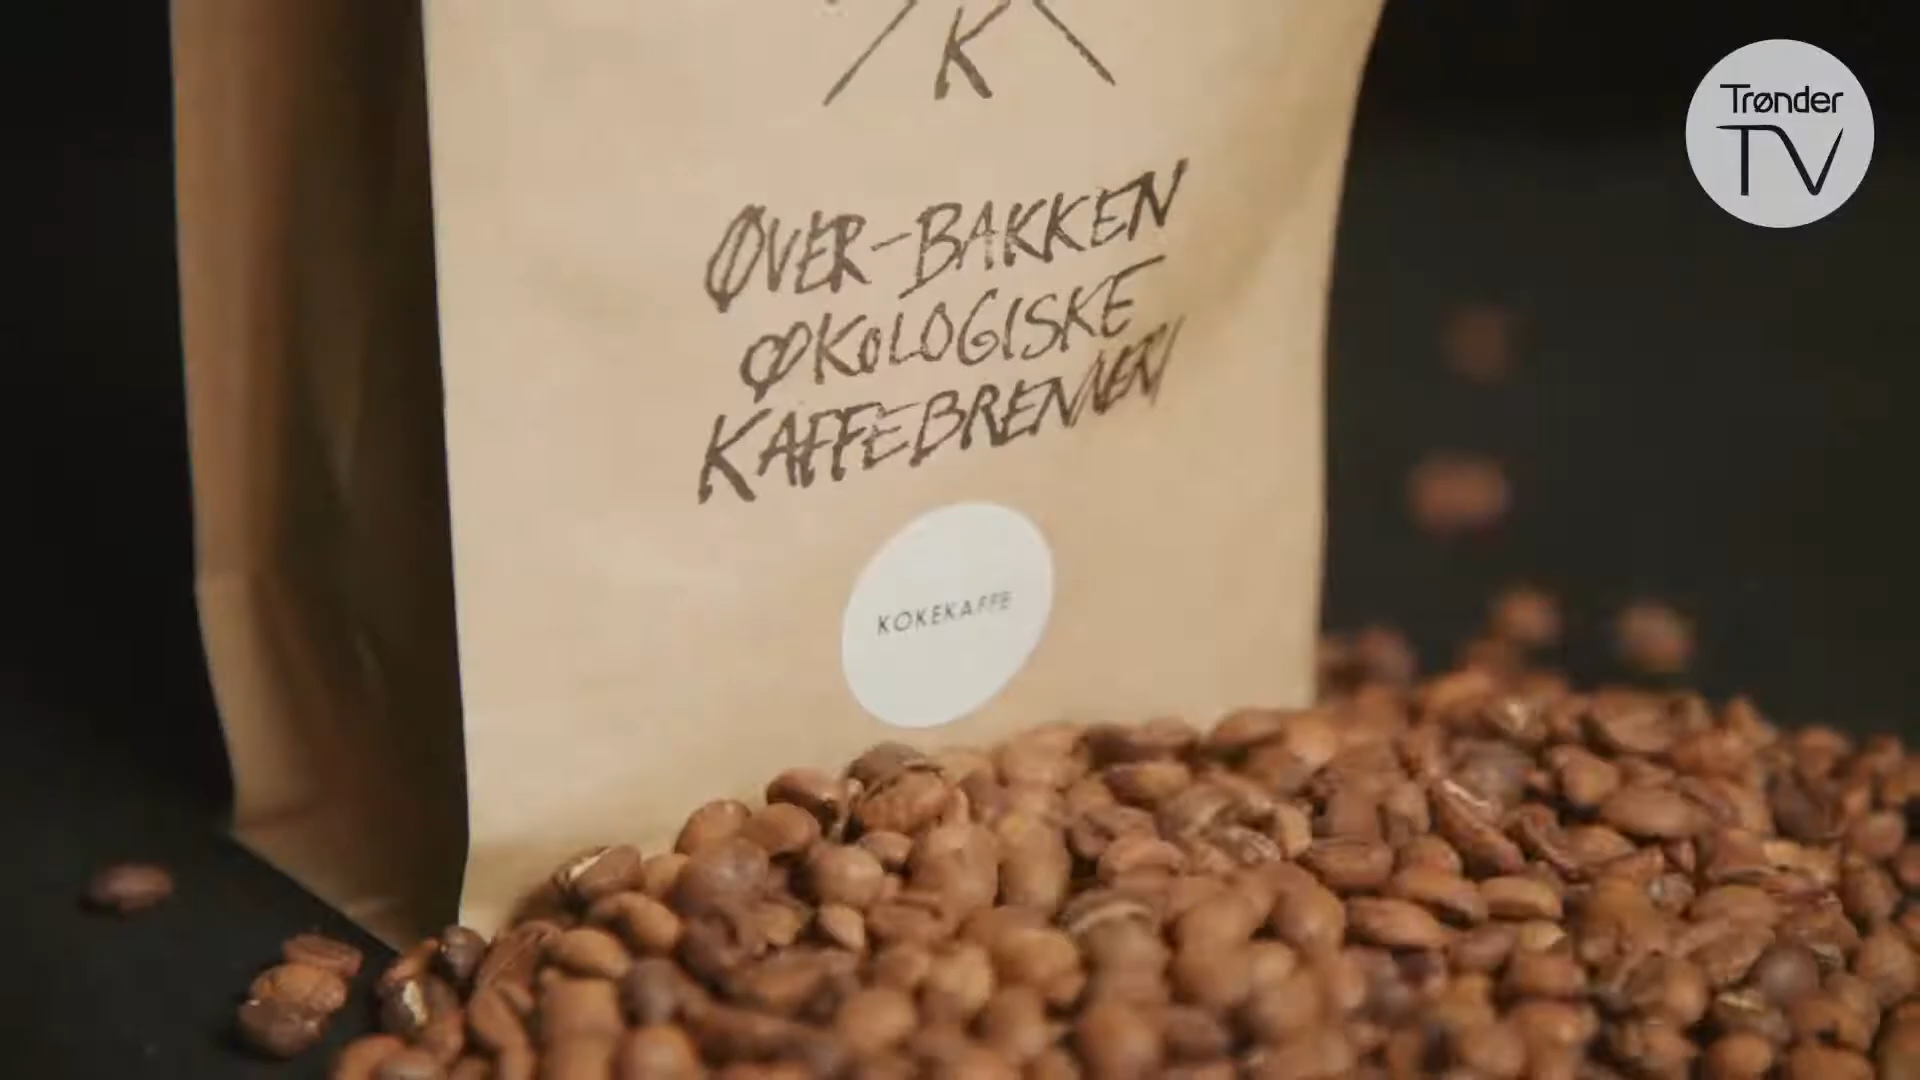 K
ØVER-BAKKEN
ØKOLOGISKE
KAFFEBRENNERI
KOKEKAFFE
Trønder
TV